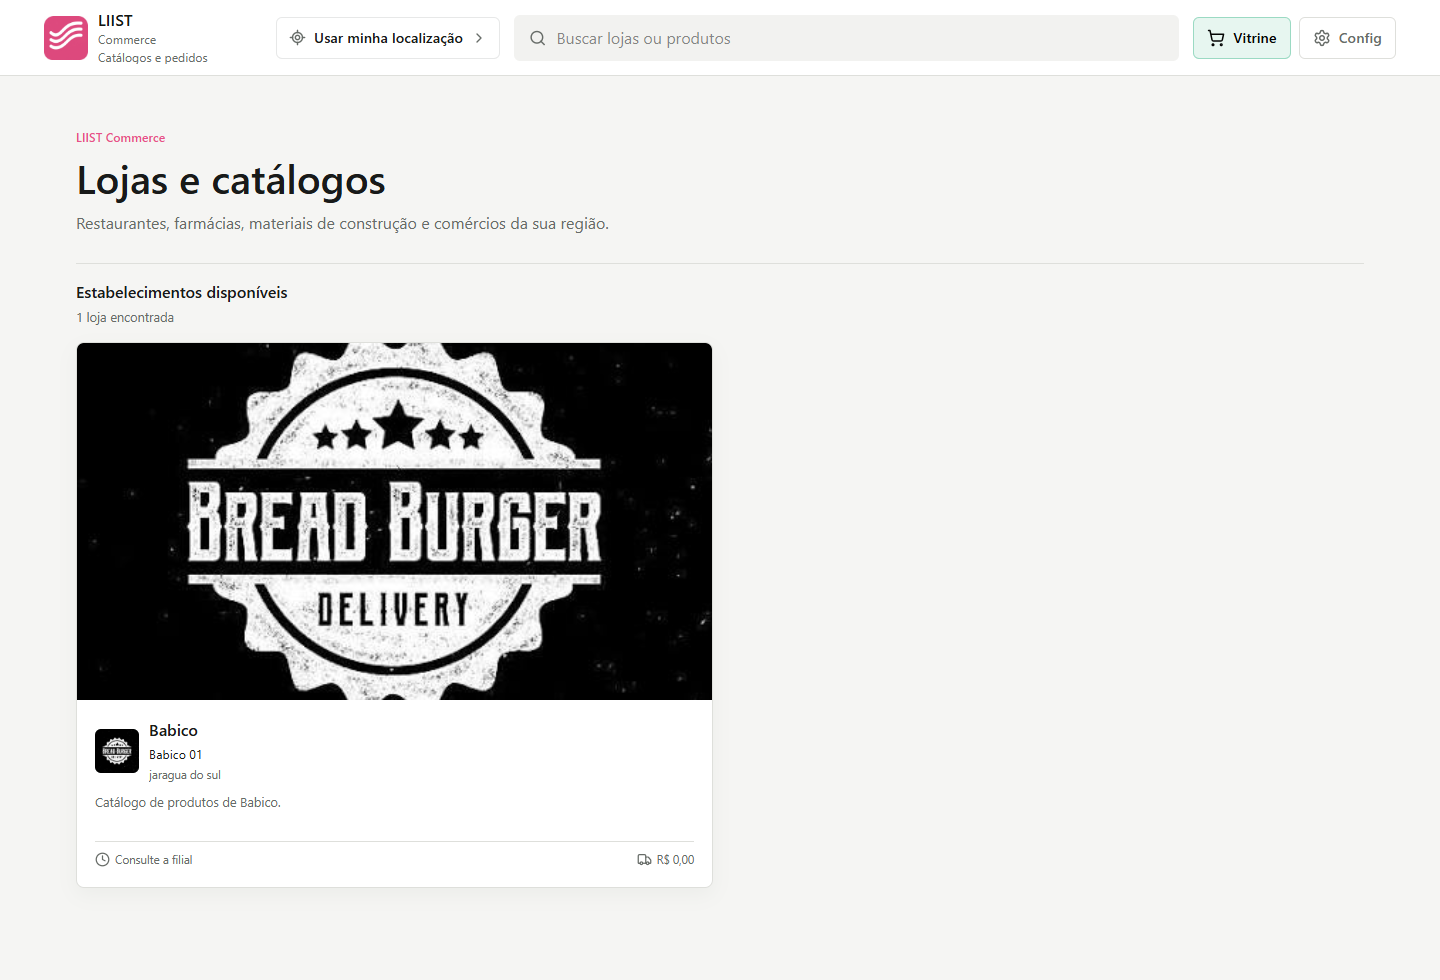 LIIST
Commerce
Catálogos e pedidos
Usar minha localização
Buscar lojas ou produtos
Vitrine
Config
LIIST Commerce
Lojas e catálogos
Restaurantes, farmácias, materiais de construção e comércios da sua região.
Estabelecimentos disponíveis
1 loja encontrada
BREAD BURGER
DELIVERY
BREAD BURGER
Babico
Babico 01
jaragua do sul
Catálogo de produtos de Babico.
Consulte a filial
R$ 0,00